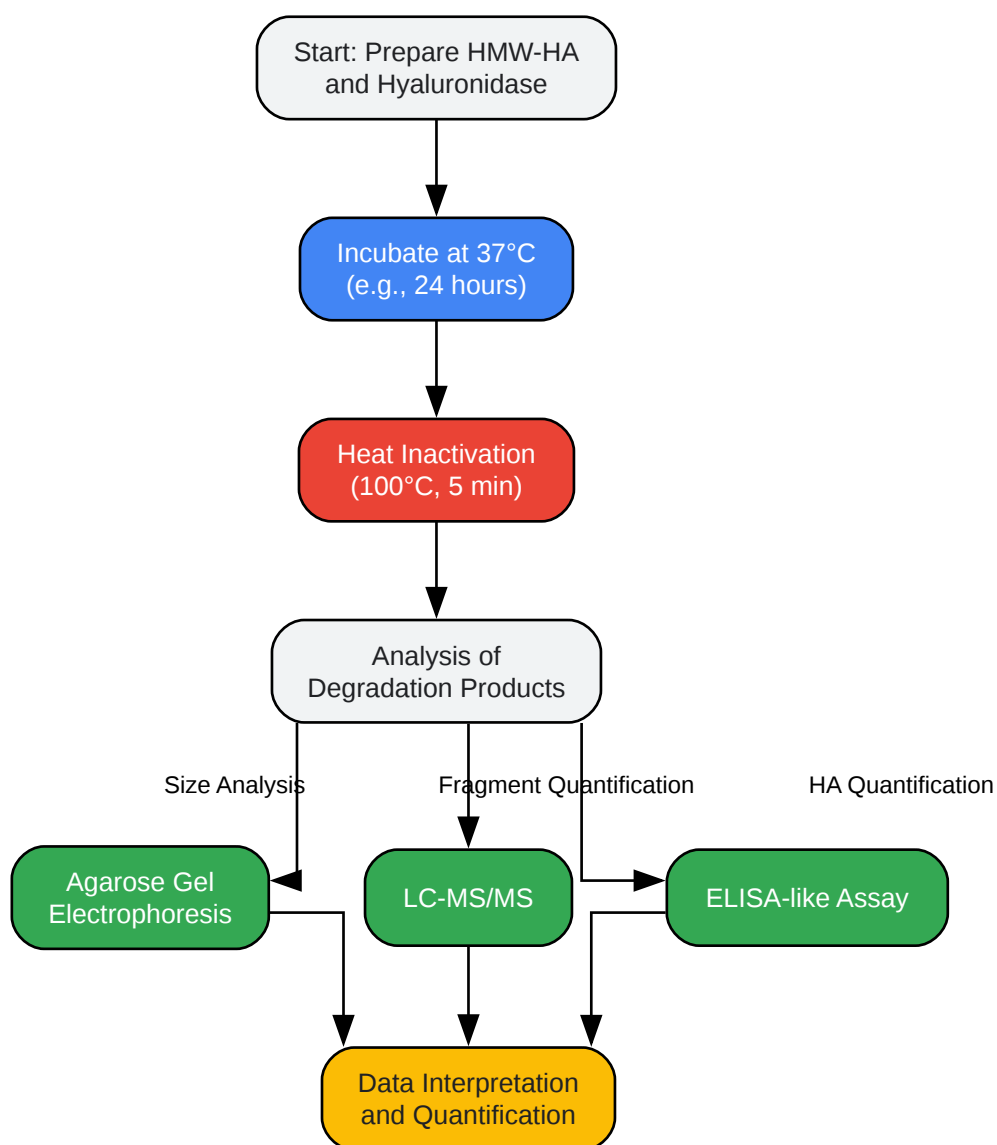 Start: Prepare HMW-HA
and Hyaluronidase
Incubate at 37°C
(e.g., 24 hours)
Heat Inactivation
(100°C, 5 min)
Analysis of
Degradation Products
Size Analysis
Fragment Quantification
HA Quantification
Agarose Gel
Electrophoresis
LC-MS/MS
ELISA-like Assay
Data Interpretation
and Quantification